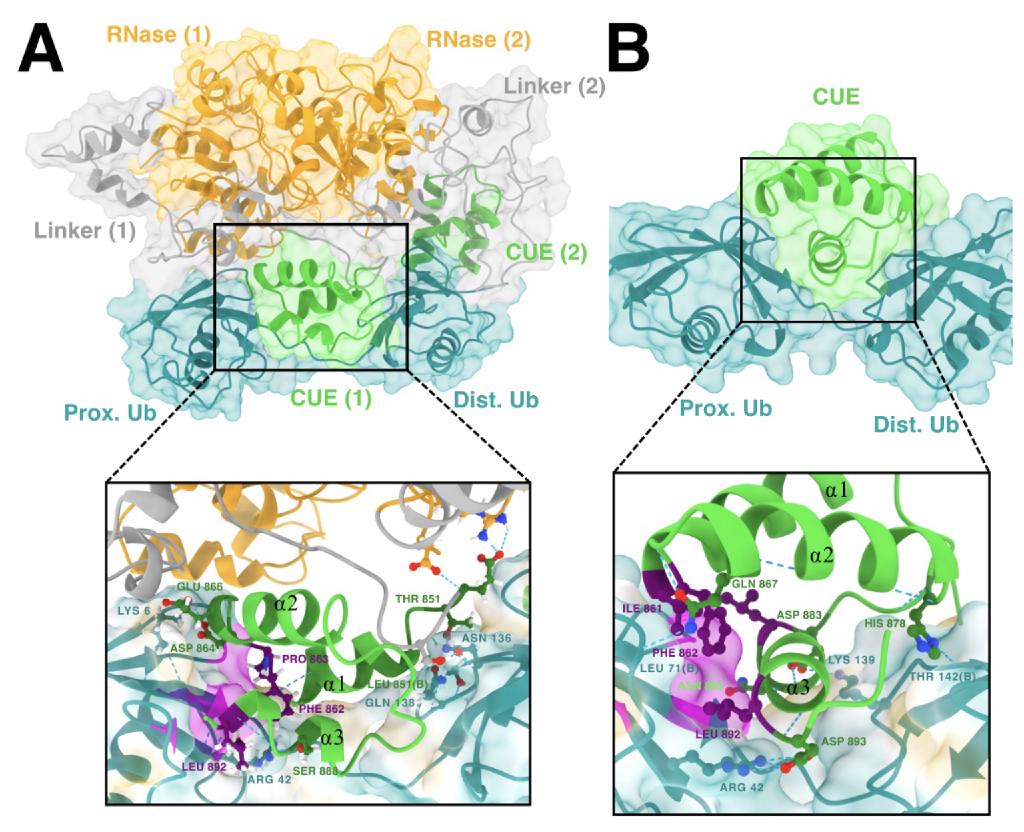 A
RNase (1)
RNase (2)
Linker (2)
Linker (1)
CUE (2)
CUE (1)
Prox. Ub
Dist. Ub
GLU 866
LYS 6
α2
THR 851
ASP 864
ASN 136
PRO 863
α1
LEU 851(B)
PHE 862
GLN 138
α3
LEU 892
SER 888
ARG 42
B
CUE
Prox. Ub
Dist. Ub
α1
α2
GLN 867
ILE 861
ASP 883
HIS 878
PHE 862
LEU 71(B)
LYS 139
THR 142(B)
α3
LEU 892
ASP 893
ARG 42